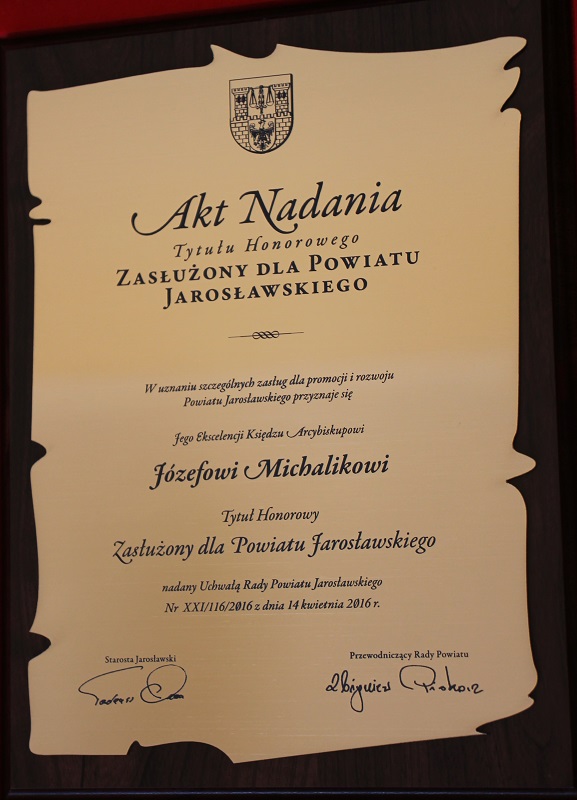 Akt Nadania
Tytułu Honorowego
Zasłużony dla Powiatu
Jarosławskiego
W uznaniu szczególnych zasług dla promocji i rozwoju
Powiatu Jarosławskiego przyznaje się
Jego Ekscelencji Księdzu Arcybiskupowi
Józefowi Michalikowi
Tytuł Honorowy
Zasłużony dla Powiatu Jarosławskiego
nadany Uchwałą Rady Powiatu Jarosławskiego
Nr XXI/116/2016 z dnia 14 kwietnia 2016 r.
Starosta Jarosławski
Przewodniczący Rady Powiatu
Tadeusz
Zbigniew